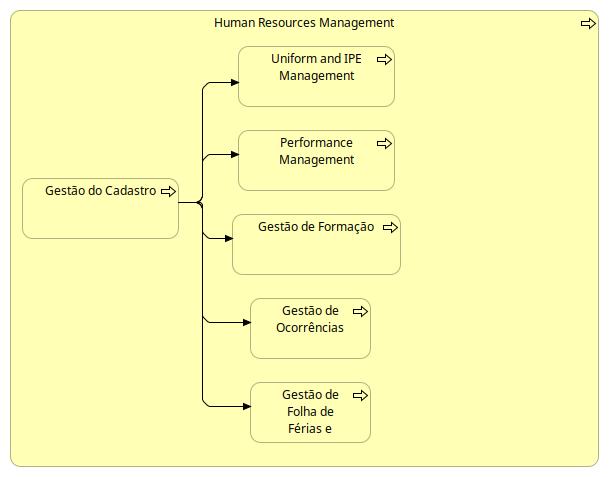 Human Resources Management
Uniform and IPE
Management
Performance
Management
Gestão do Cadastro
Gestão de Formação
Gestão de
Ocorrências
Gestão de
Folha de
Férias e